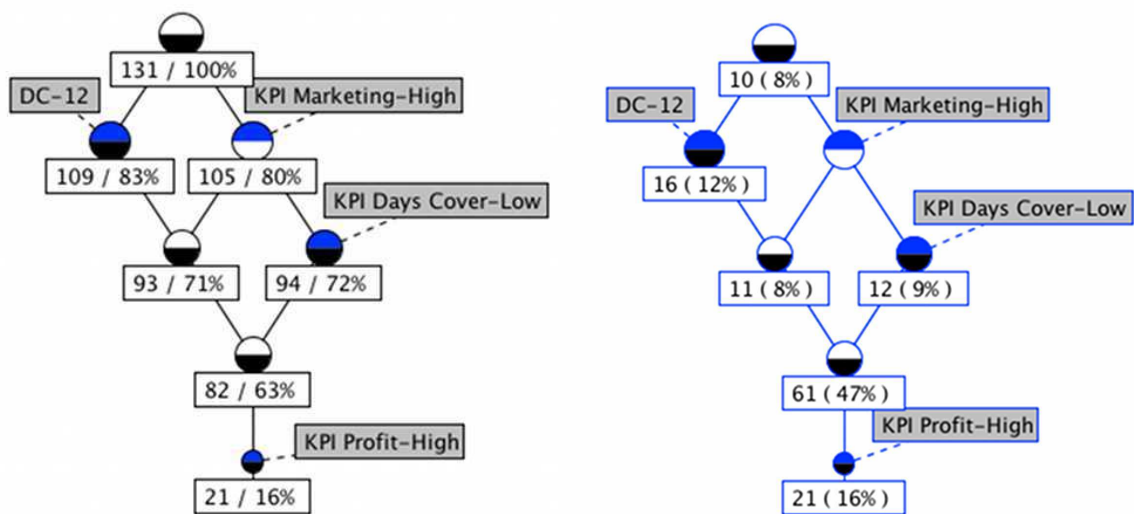 131 / 100%
DC-12
KPI Marketing-High
109 / 83%
105 / 80%
KPI Days Cover-Low
93 / 71%
94 / 72%
82 / 63%
KPI Profit-High
21 / 16%
10 ( 8% )
DC-12
KPI Marketing-High
16 ( 12% )
KPI Days Cover-Low
11 ( 8% )
12 ( 9% )
61 ( 47% )
KPI Profit-High
21 ( 16% )